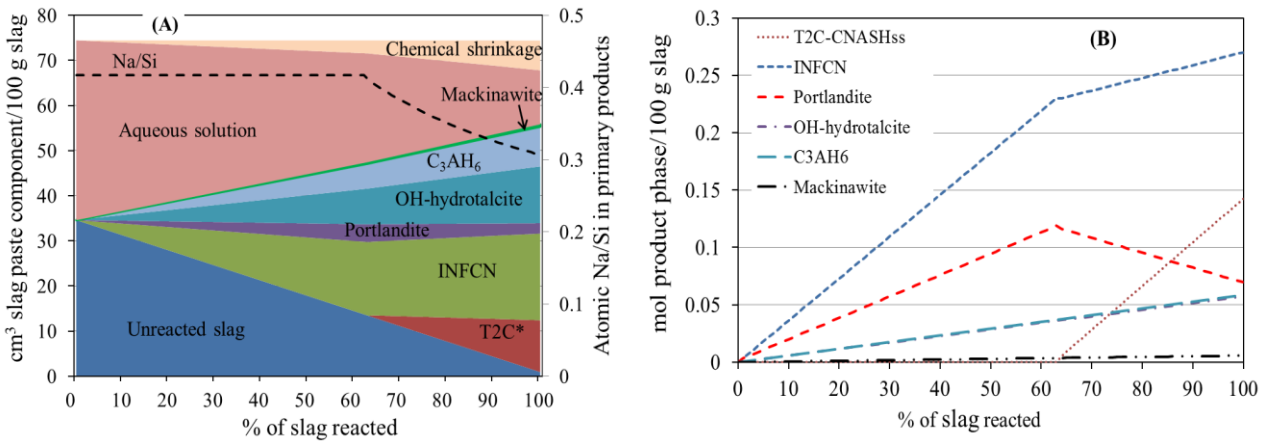 (A)
80
70
60
50
40
30
20
10
0
cm³ slag paste component/100 g slag
0.5
0.4
0.3
0.2
0.1
0
Atomic Na/Si in primary products
Chemical shrinkage
Na/Si
Mackinawite
Aqueous solution
C₃AH₆
OH-hydrotalcite
Portlandite
INFCN
Unreacted slag
T2C*
0 10 20 30 40 50 60 70 80 90 100
% of slag reacted
(B)
0.3
0.25
0.2
0.15
0.1
0.05
0
mol product phase/100 g slag
T2C-CNASHss
INFCN
Portlandite
OH-hydrotalcite
C3AH6
Mackinawite
0 10 20 30 40 50 60 70 80 90 100
% of slag reacted